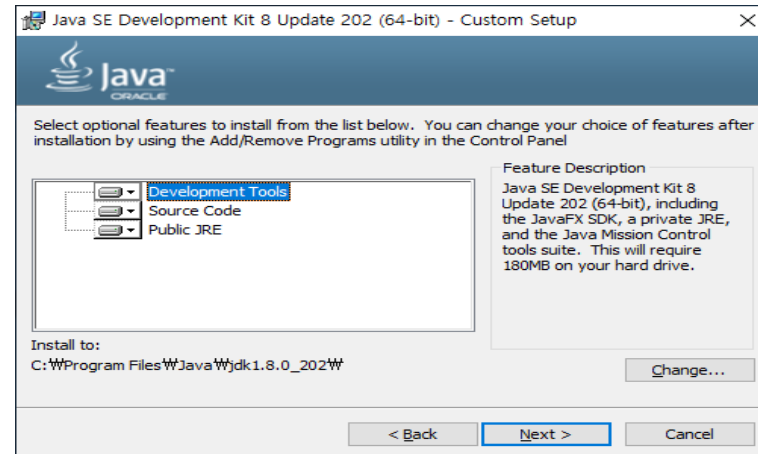 Java SE Development Kit 8 Update 202 (64-bit) - Custom Setup
Java™
ORACLE
Select optional features to install from the list below. You can change your choice of features after
installation by using the Add/Remove Programs utility in the Control Panel
Development Tools
Source Code
Public JRE
Feature Description
Java SE Development Kit 8
Update 202 (64-bit), including
the JavaFX SDK, a private JRE,
and the Java Mission Control
tools suite. This will require
180MB on your hard drive.
Install to:
C:₩Program Files₩Java₩jdk1.8.0_202₩
Change...
< Back
Next >
Cancel